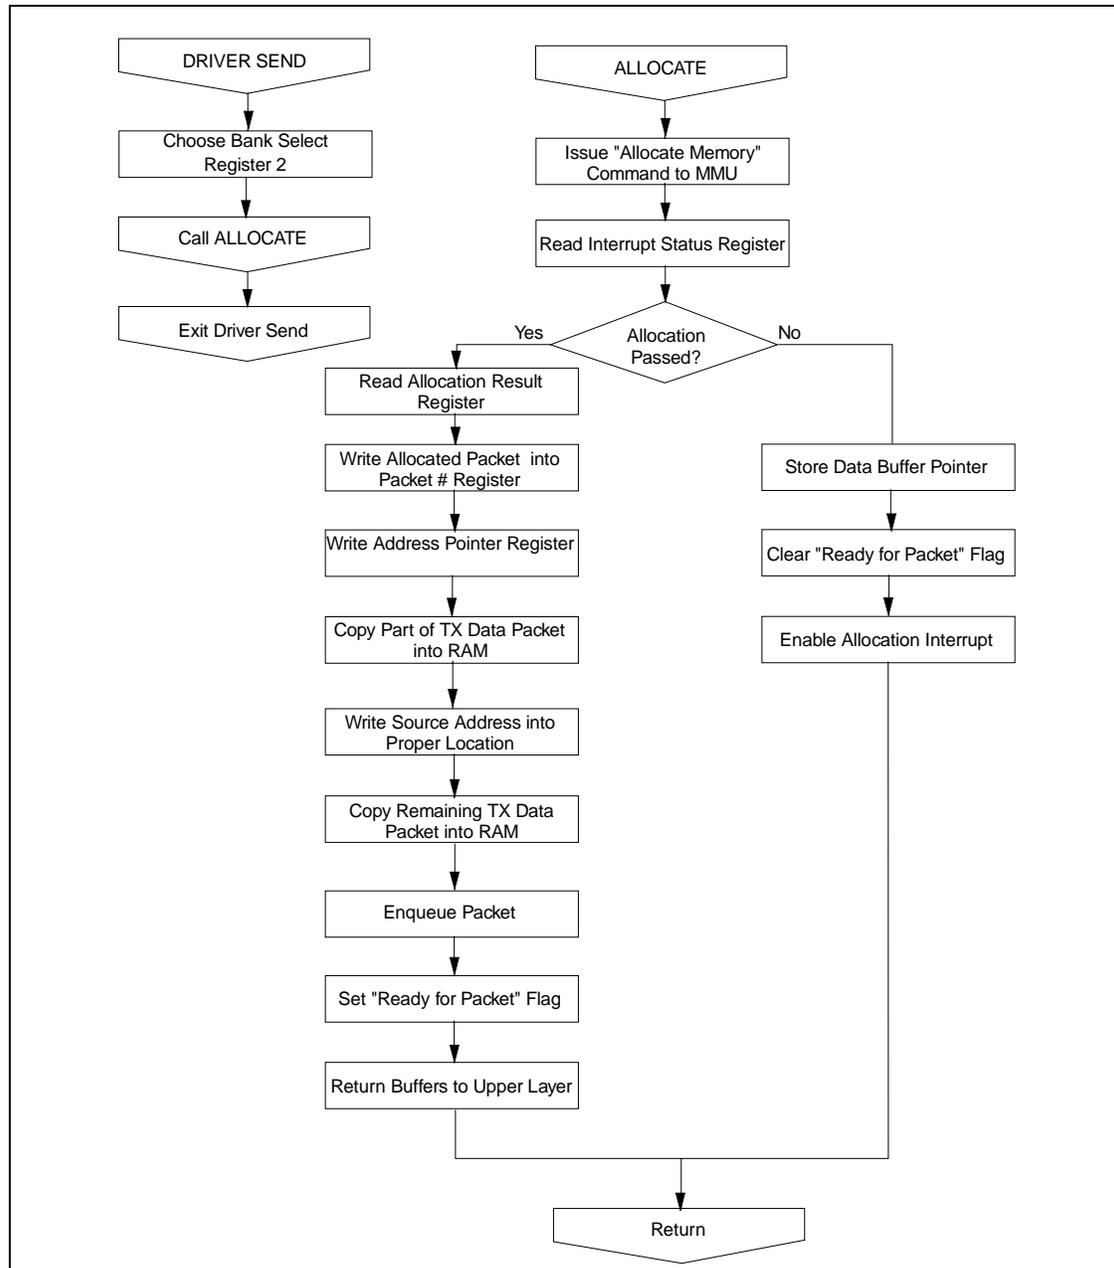 DRIVER SEND
Choose Bank Select
Register 2
Call ALLOCATE
Exit Driver Send
ALLOCATE
Issue "Allocate Memory"
Command to MMU
Read Interrupt Status Register
Allocation
Passed?
Yes
No
Read Allocation Result
Register
Write Allocated Packet into
Packet # Register
Write Address Pointer Register
Copy Part of TX Data Packet
into RAM
Write Source Address into
Proper Location
Copy Remaining TX Data
Packet into RAM
Enqueue Packet
Set "Ready for Packet" Flag
Return Buffers to Upper Layer
Store Data Buffer Pointer
Clear "Ready for Packet" Flag
Enable Allocation Interrupt
Return